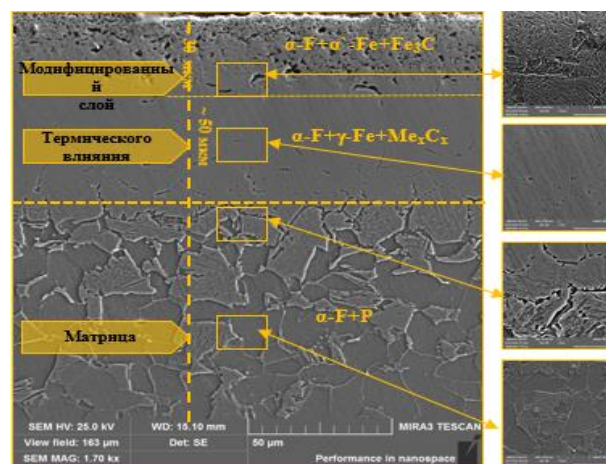 α-F+α`-Fe+Fe₃C
Модифицированны
й
слой
~ 50 мкм
Термического
влияния
α-F+γ-Fe+MeₓCₓ
α-F+P
Матрица
SEM HV: 25.0 kV
WD: 15.10 mm
MIRA3 TESCAN
View field: 163 µm
Det: SE
50 µm
SEM MAG: 1.70 kx
Performance in nanospace